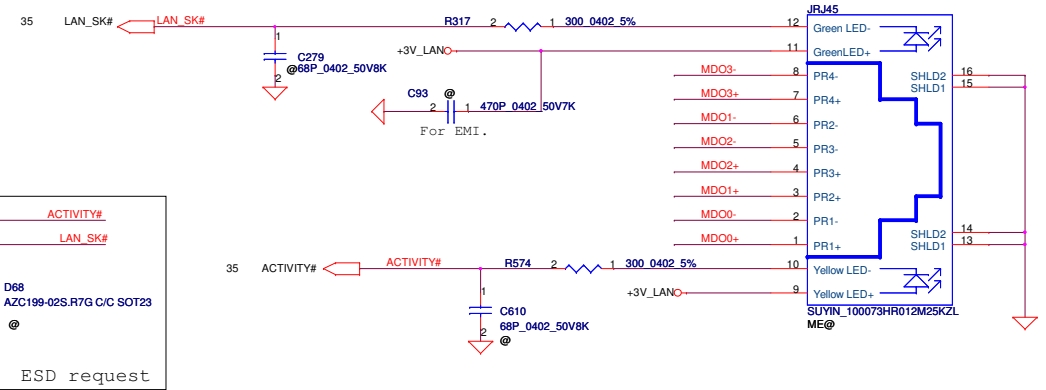 JRJ45
35 LAN_SK# LAN_SK# R317 2 1 300_0402_5% 12 Green LED-
1
C279
@68P_0402_50V8K
2
+3V_LAN 11 GreenLED+
MDO3- 8 PR4- SHLD2 16
SHLD1 15
MDO3+ 7 PR4+
C93 @
2 1 470P_0402_50V7K
For EMI.
MDO1- 6 PR2-
MDO2- 5 PR3-
MDO2+ 4 PR3+
MDO1+ 3 PR2+
MDO0- 2 PR1-
SHLD2 14
MDO0+ 1 PR1+ SHLD1 13
35 ACTIVITY# ACTIVITY# R574 2 1 300_0402_5% 10 Yellow LED-
1
C610
68P_0402_50V8K
2
@
+3V_LAN 9 Yellow LED+
SUYIN_100073HR012M25KZL
ME@
ACTIVITY#
LAN_SK#
D68
AZC199-02S.R7G C/C SOT23
@
ESD request